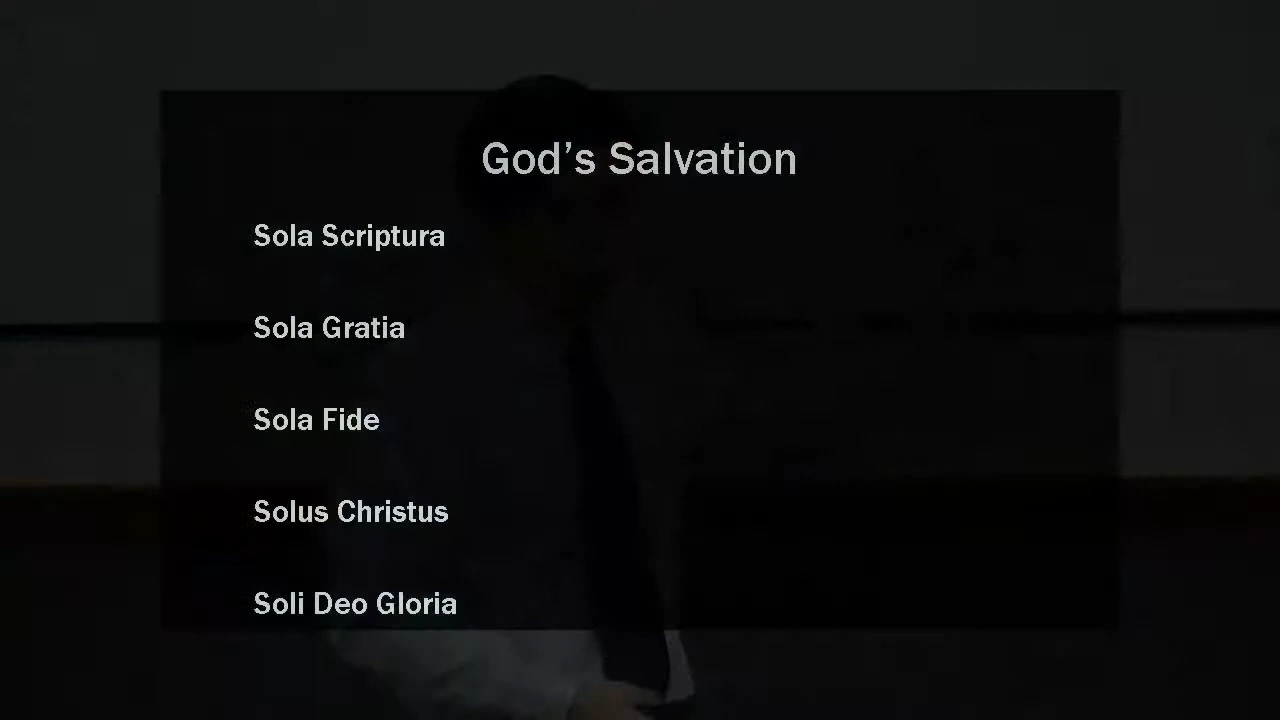 God’s Salvation
Sola Scriptura
Sola Gratia
Sola Fide
Solus Christus
Soli Deo Gloria